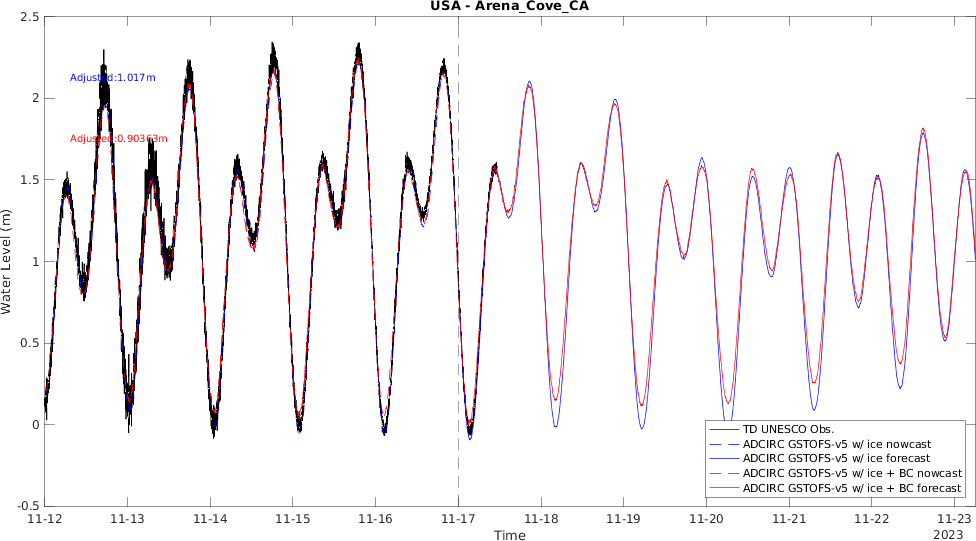 USA - Arena_Cove_CA
2.5
2
1.5
1
0.5
0
-0.5
Water Level (m)
Adjusted:1.017m
Adjusted:0.90363m
TD UNESCO Obs.
ADCIRC GSTOFS-v5 w/ ice nowcast
ADCIRC GSTOFS-v5 w/ ice forecast
ADCIRC GSTOFS-v5 w/ ice + BC nowcast
ADCIRC GSTOFS-v5 w/ ice + BC forecast
11-12 11-13 11-14 11-15 11-16 11-17 11-18 11-19 11-20 11-21 11-22 11-23
Time
2023